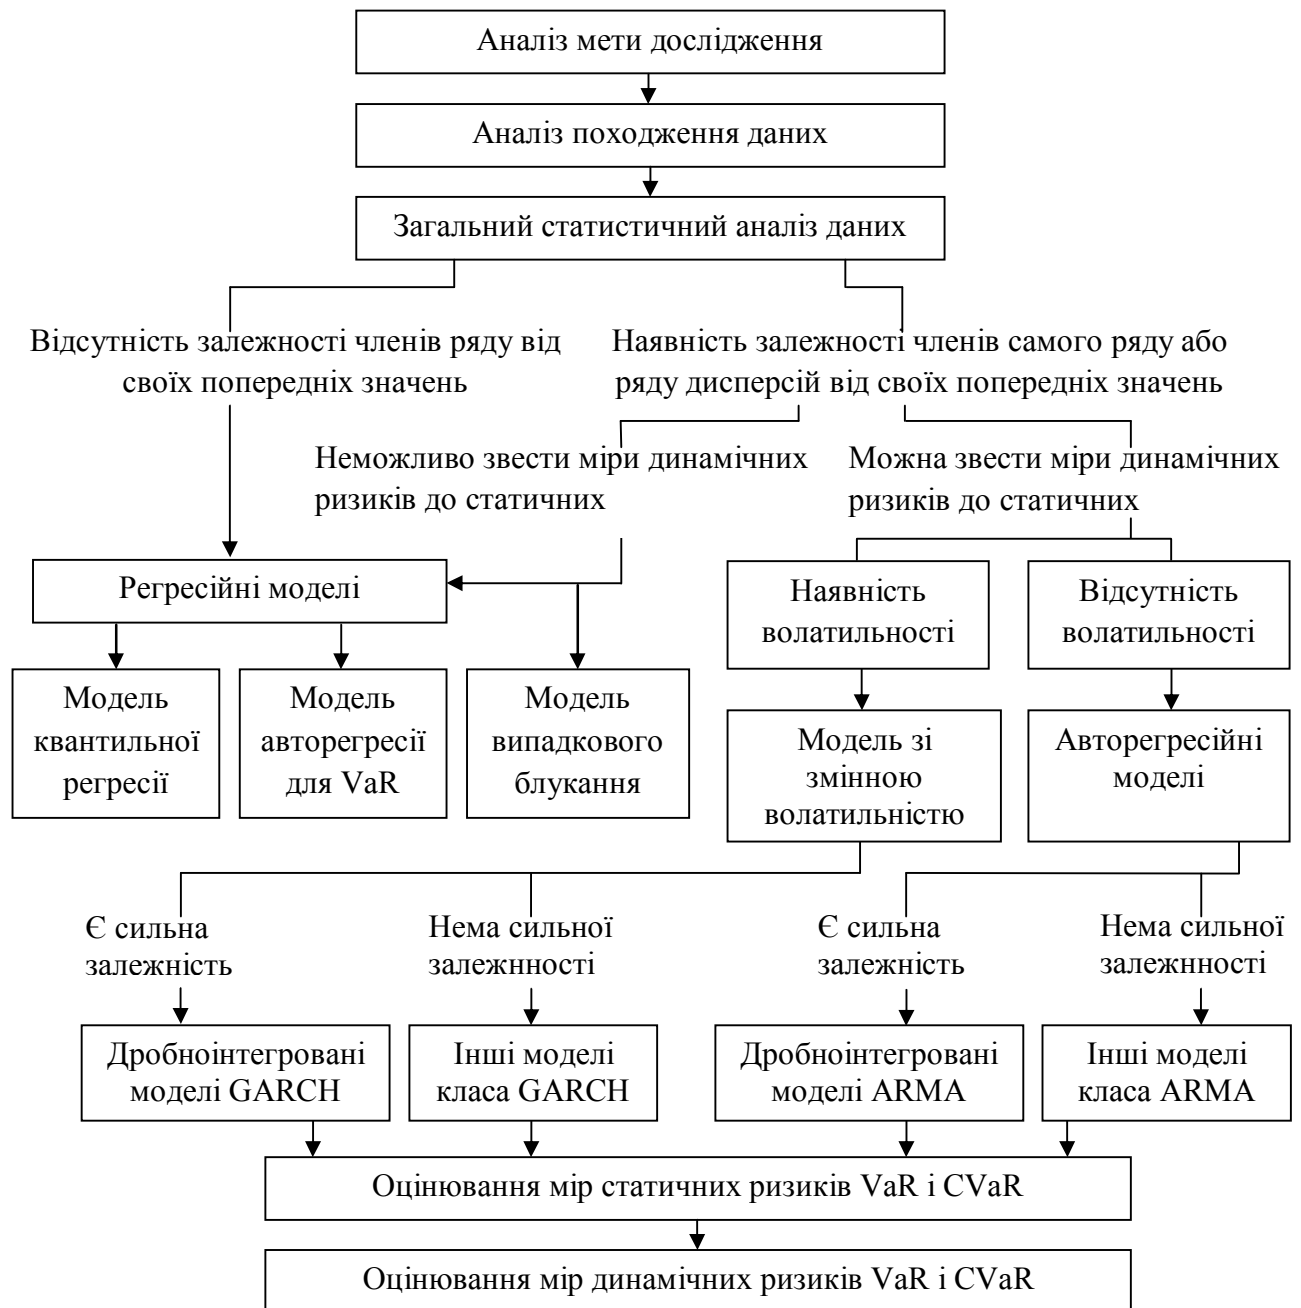 Аналіз мети дослідження
Аналіз походження даних
Загальний статистичний аналіз даних
Відсутність залежності членів ряду від
своїх попередніх значень
Наявність залежності членів самого ряду або
ряду дисперсій від своїх попередніх значень
Неможливо звести міри динамічних
ризиків до статичних
Можна звести міри динамічних
ризиків до статичних
Регресійні моделі
Наявність
волатильності
Відсутність
волатильності
Модель
квантильної
регресії
Модель
авторегресії
для VaR
Модель
випадкового
блукання
Модель зі
змінною
волатильністю
Авторегресійні
моделі
Є сильна
залежність
Нема сильної
залежнності
Є сильна
залежність
Нема сильної
залежнності
Дробноінтегровані
моделі GARCH
Інші моделі
класа GARCH
Дробноінтегровані
моделі ARMA
Інші моделі
класа ARMA
Оцінювання мір статичних ризиків VaR і CVaR
Оцінювання мір динамічних ризиків VaR і CVaR